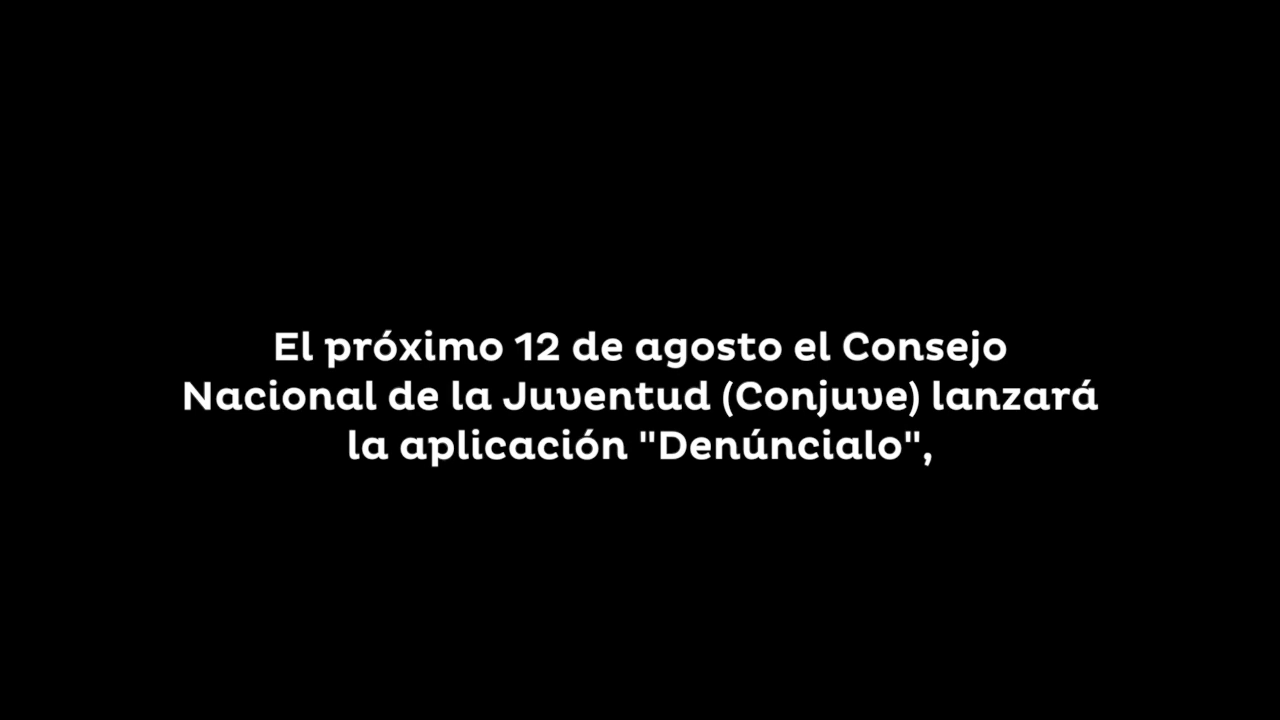 El próximo 12 de agosto el Consejo
Nacional de la Juventud (Conjuve) lanzará
la aplicación "Denúncialo",